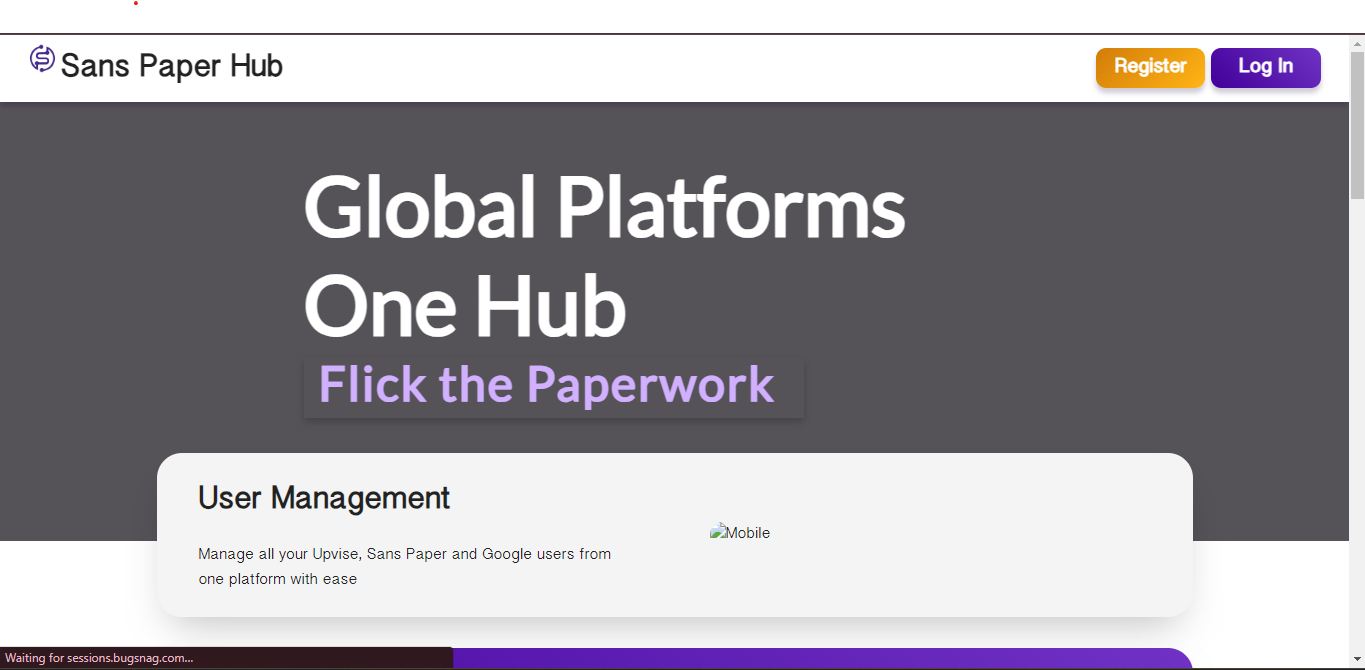 Sans Paper Hub
Register
Log In
Global Platforms
One Hub
Flick the Paperwork
User Management
Manage all your Upvise, Sans Paper and Google users from
one platform with ease
Mobile
Waiting for sessions.bugsnag.com...